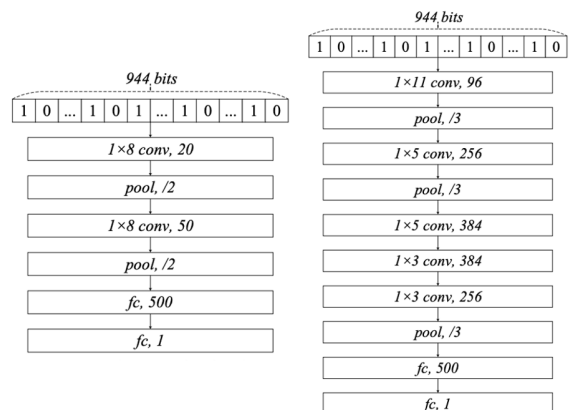 944 bits
1 0 ... 1 0 1 ... 1 0 ... 1 0
1×8 conv, 20
pool, /2
1×8 conv, 50
pool, /2
fc, 500
fc, 1
944 bits
1 0 ... 1 0 1 ... 1 0 ... 1 0
1×11 conv, 96
pool, /3
1×5 conv, 256
pool, /3
1×5 conv, 384
1×3 conv, 384
1×3 conv, 256
pool, /3
fc, 500
fc, 1